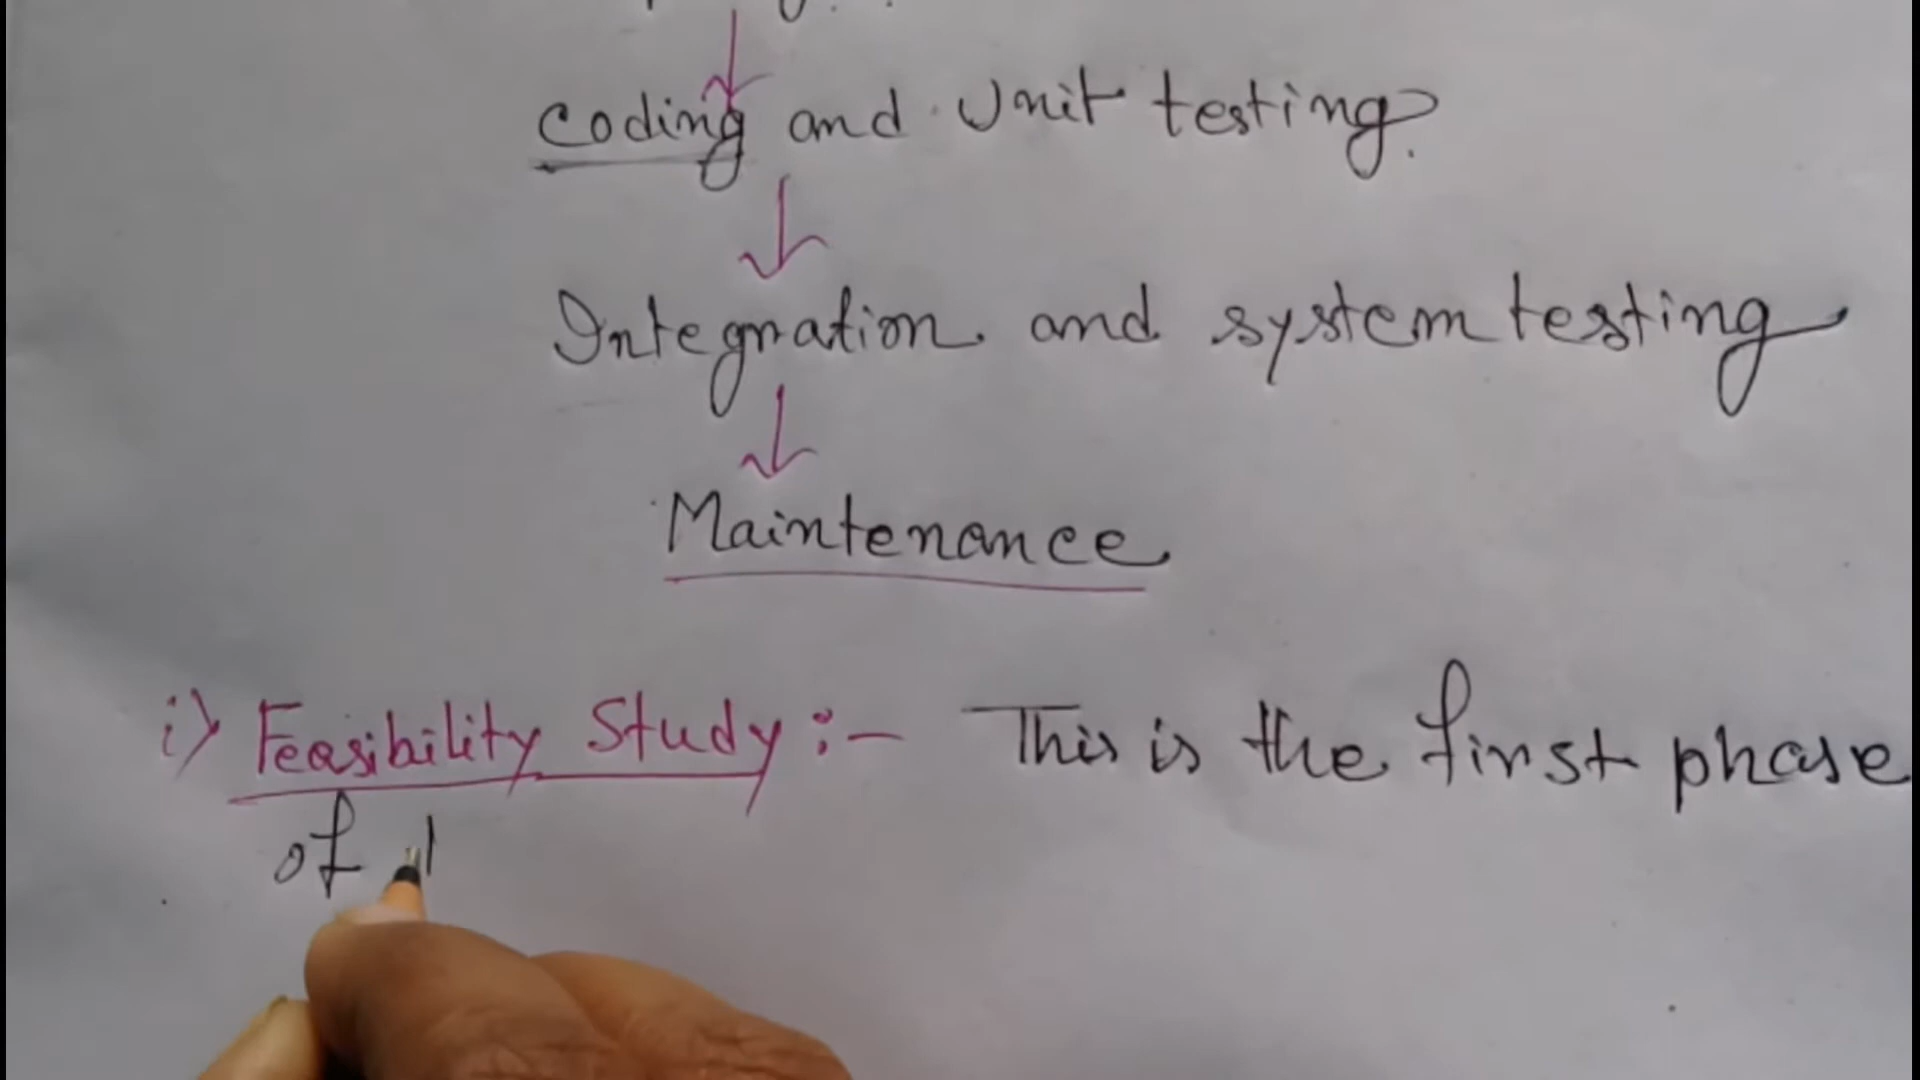 coding and Unit testing.
Integration and system testing
Maintenance
i) Feasibility Study :- This is the first phase
of